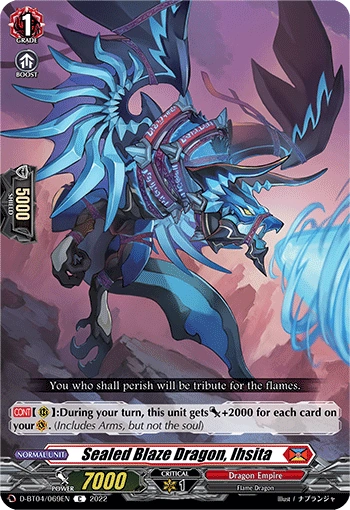 1
GRADE
BOOST
5000
SHIELD
You who shall perish will be tribute for the flames.
CONT【 】:During your turn, this unit gets +2000 for each card on
your . (Includes Arms, but not the soul)
NORMAL UNIT
Sealed Blaze Dragon, Ihsita
POWER 7000
CRITICAL
1
Dragon Empire
Flame Dragon
D-BT04/069EN C 2022
Illust / ナブランジャ